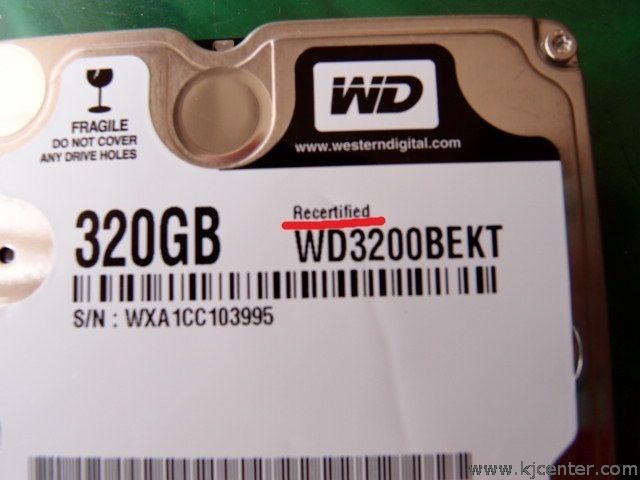 WD
www.westerndigital.com
FRAGILE
DO NOT COVER
ANY DRIVE HOLES
320GB
Recertified
WD3200BEKT
S/N : WXA1CC103995
www.kjcenter.com